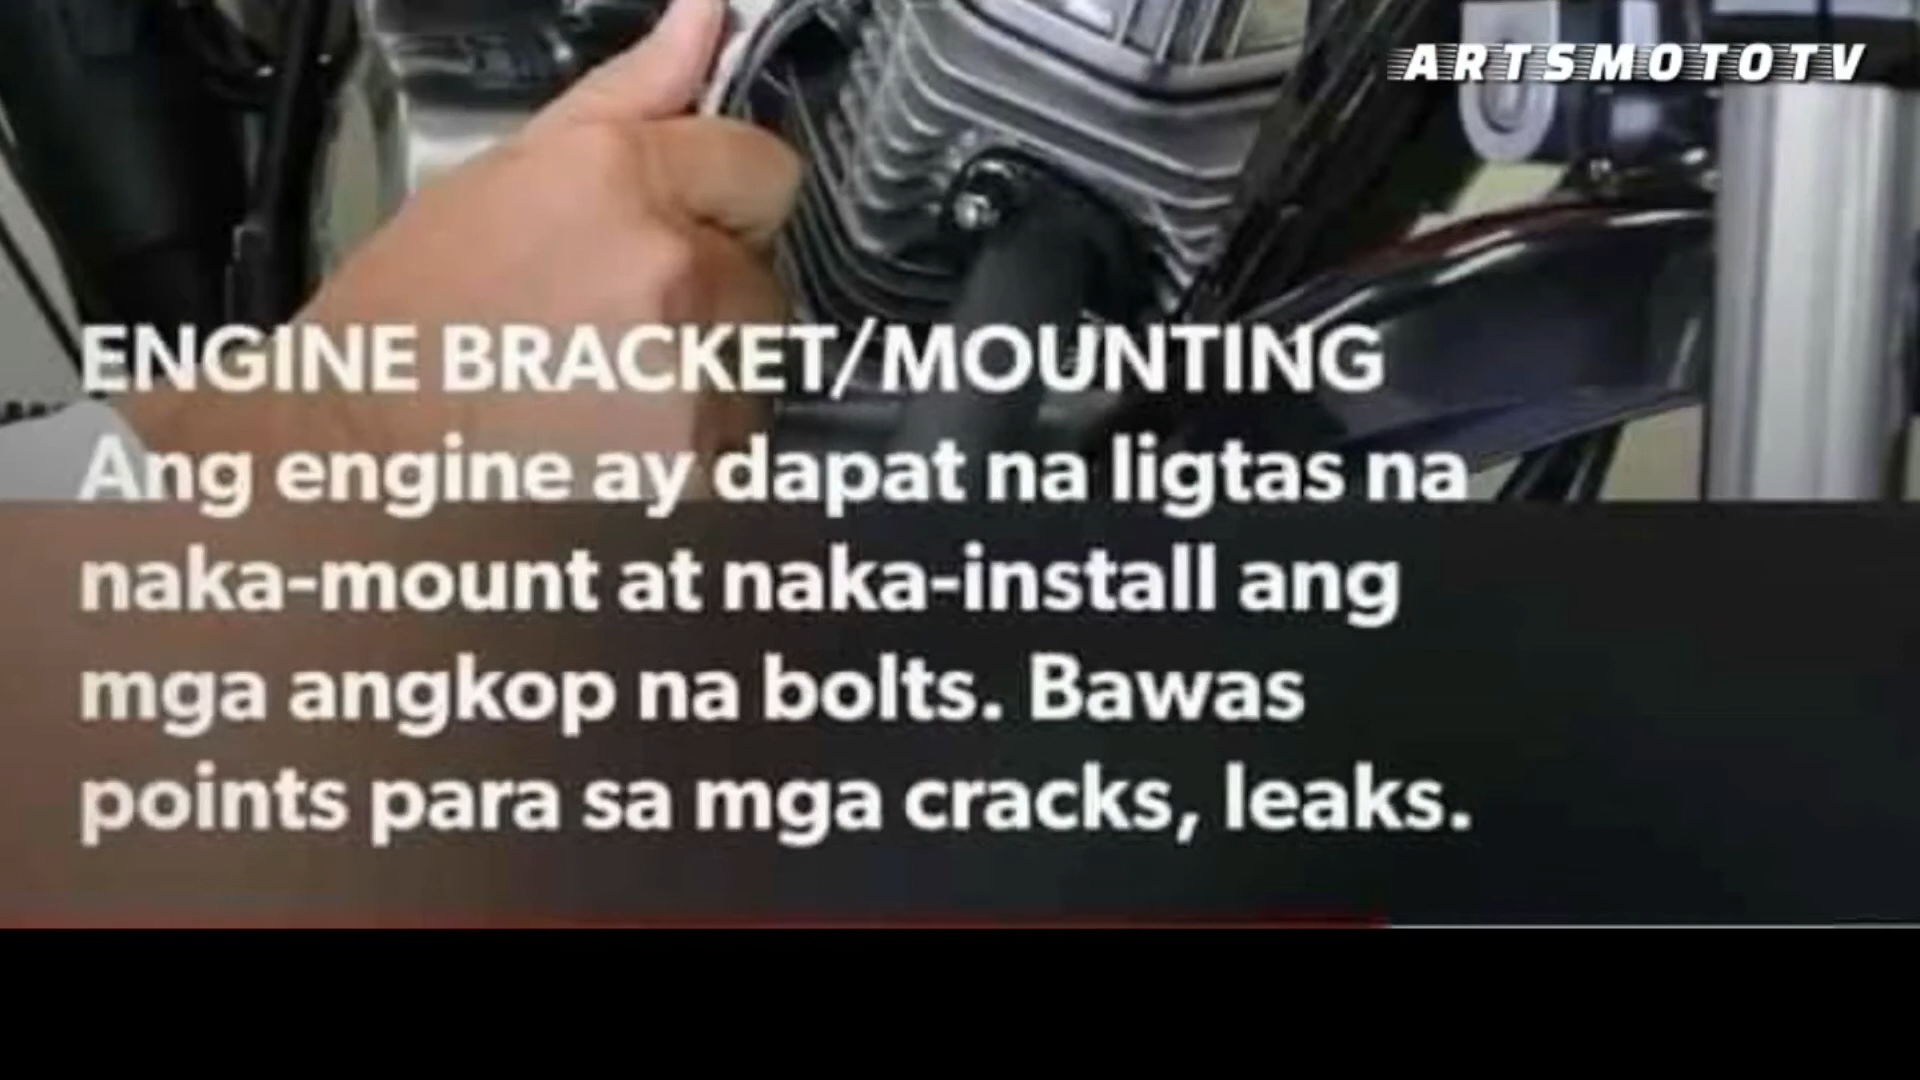 ARTSMOTOTV
ENGINE BRACKET/MOUNTING
Ang engine ay dapat na ligtas na
naka-mount at naka-install ang
mga angkop na bolts. Bawas
points para sa mga cracks, leaks.